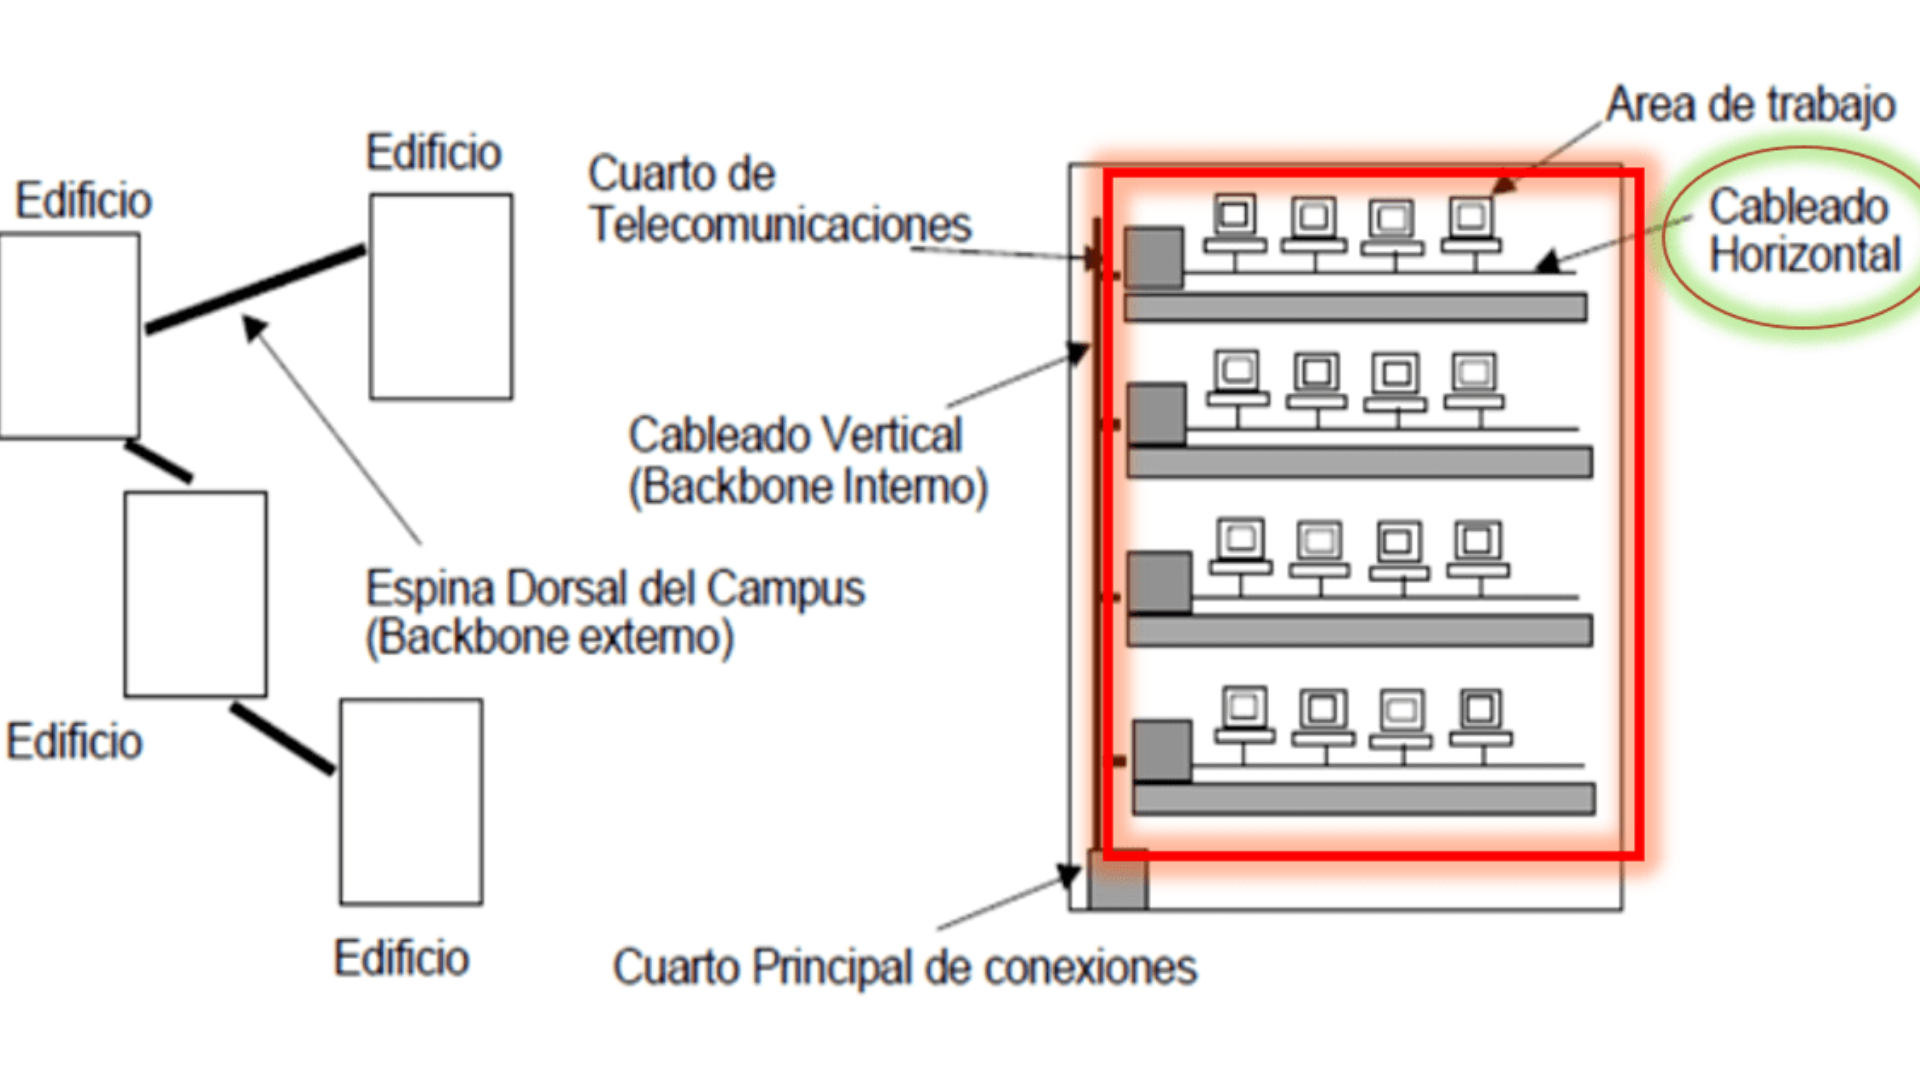 Edificio
Edificio
Edificio
Edificio
Espina Dorsal del Campus
(Backbone externo)
Cuarto de
Telecomunicaciones
Cableado Vertical
(Backbone Interno)
Cuarto Principal de conexiones
Area de trabajo
Cableado
Horizontal